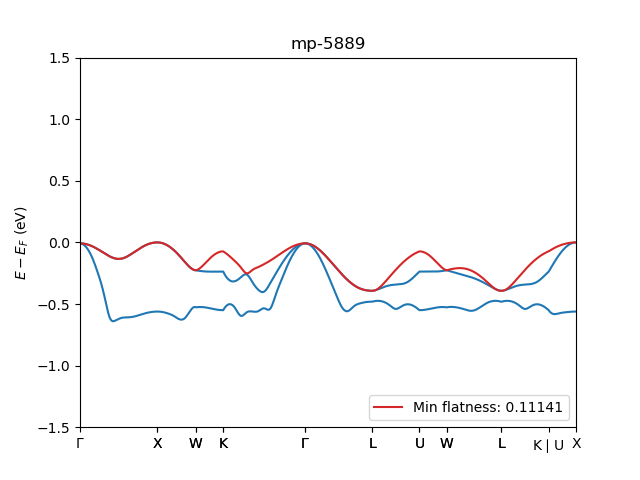 mp-5889
E − E_F (eV)
1.5
1.0
0.5
0.0
−0.5
−1.0
−1.5
Min flatness: 0.11141
Γ X W K Γ L U W L K | U X